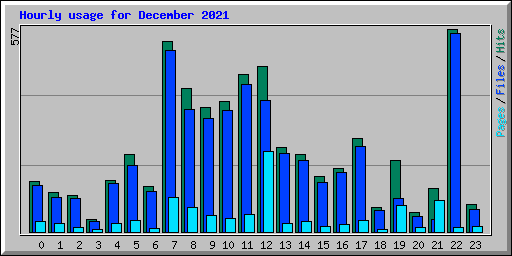 Hourly usage for December 2021
577
Pages / Files / Hits
0 1 2 3 4 5 6 7 8 9 10 11 12 13 14 15 16 17 18 19 20 21 22 23